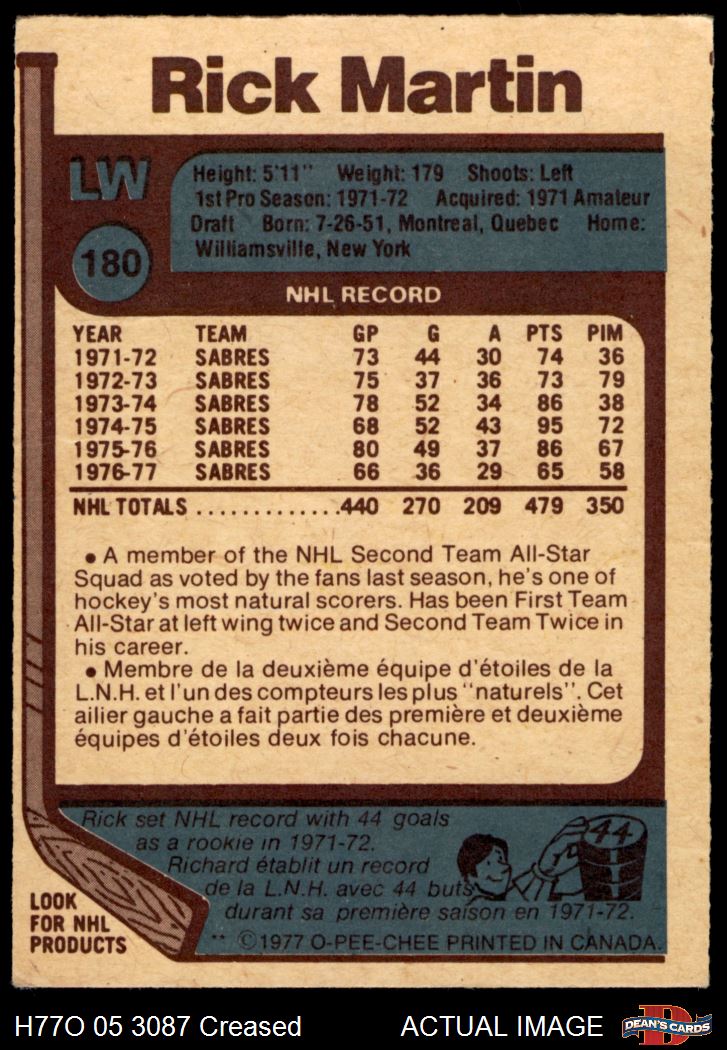 Rick Martin
LW
Height: 5'11" Weight: 179 Shoots: Left
1st Pro Season: 1971-72 Acquired: 1971 Amateur
Draft Born: 7-26-51, Montreal, Quebec Home:
Williamsville, New York
180
NHL RECORD
YEAR TEAM GP G A PTS PIM
1971-72 SABRES 73 44 30 74 36
1972-73 SABRES 75 37 36 73 79
1973-74 SABRES 78 52 34 86 38
1974-75 SABRES 68 52 43 95 72
1975-76 SABRES 80 49 37 86 67
1976-77 SABRES 66 36 29 65 58
NHL TOTALS .............440 270 209 479 350
• A member of the NHL Second Team All-Star
Squad as voted by the fans last season, he's one of
hockey's most natural scorers. Has been First Team
All-Star at left wing twice and Second Team Twice in
his career.
• Membre de la deuxième équipe d'étoiles de la
L.N.H. et l'un des compteurs les plus "naturels". Cet
ailier gauche a fait partie des première et deuxième
équipes d'étoiles deux fois chacune.
Rick set NHL record with 44 goals
as a rookie in 1971-72.
Richard établit un record
de la L.N.H. avec 44 buts
durant sa première saison en 1971-72.
44
LOOK
FOR NHL
PRODUCTS
** ©1977 O-PEE-CHEE PRINTED IN CANADA.
H77O 05 3087 Creased ACTUAL IMAGE
D
DEAN'S CARDS